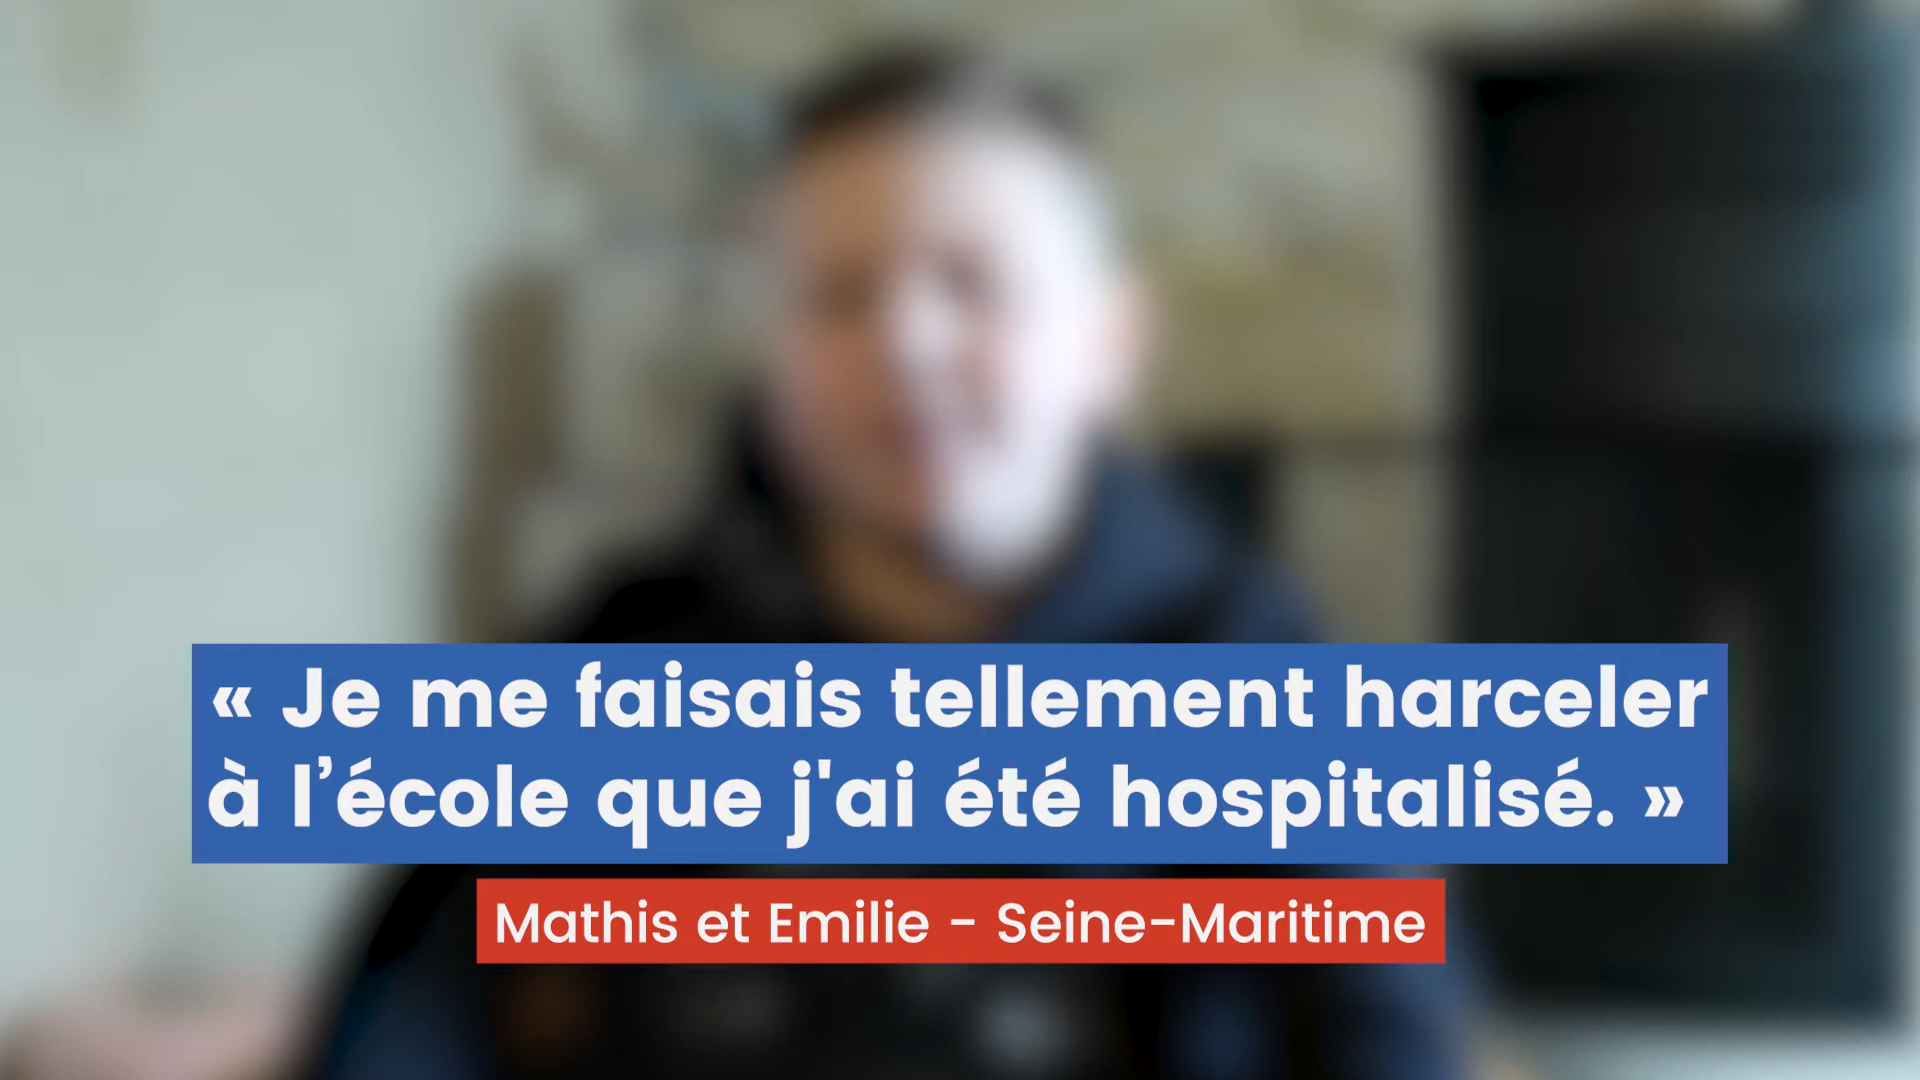 « Je me faisais tellement harceler
à l’école que j'ai été hospitalisé. »
Mathis et Emilie - Seine-Maritime